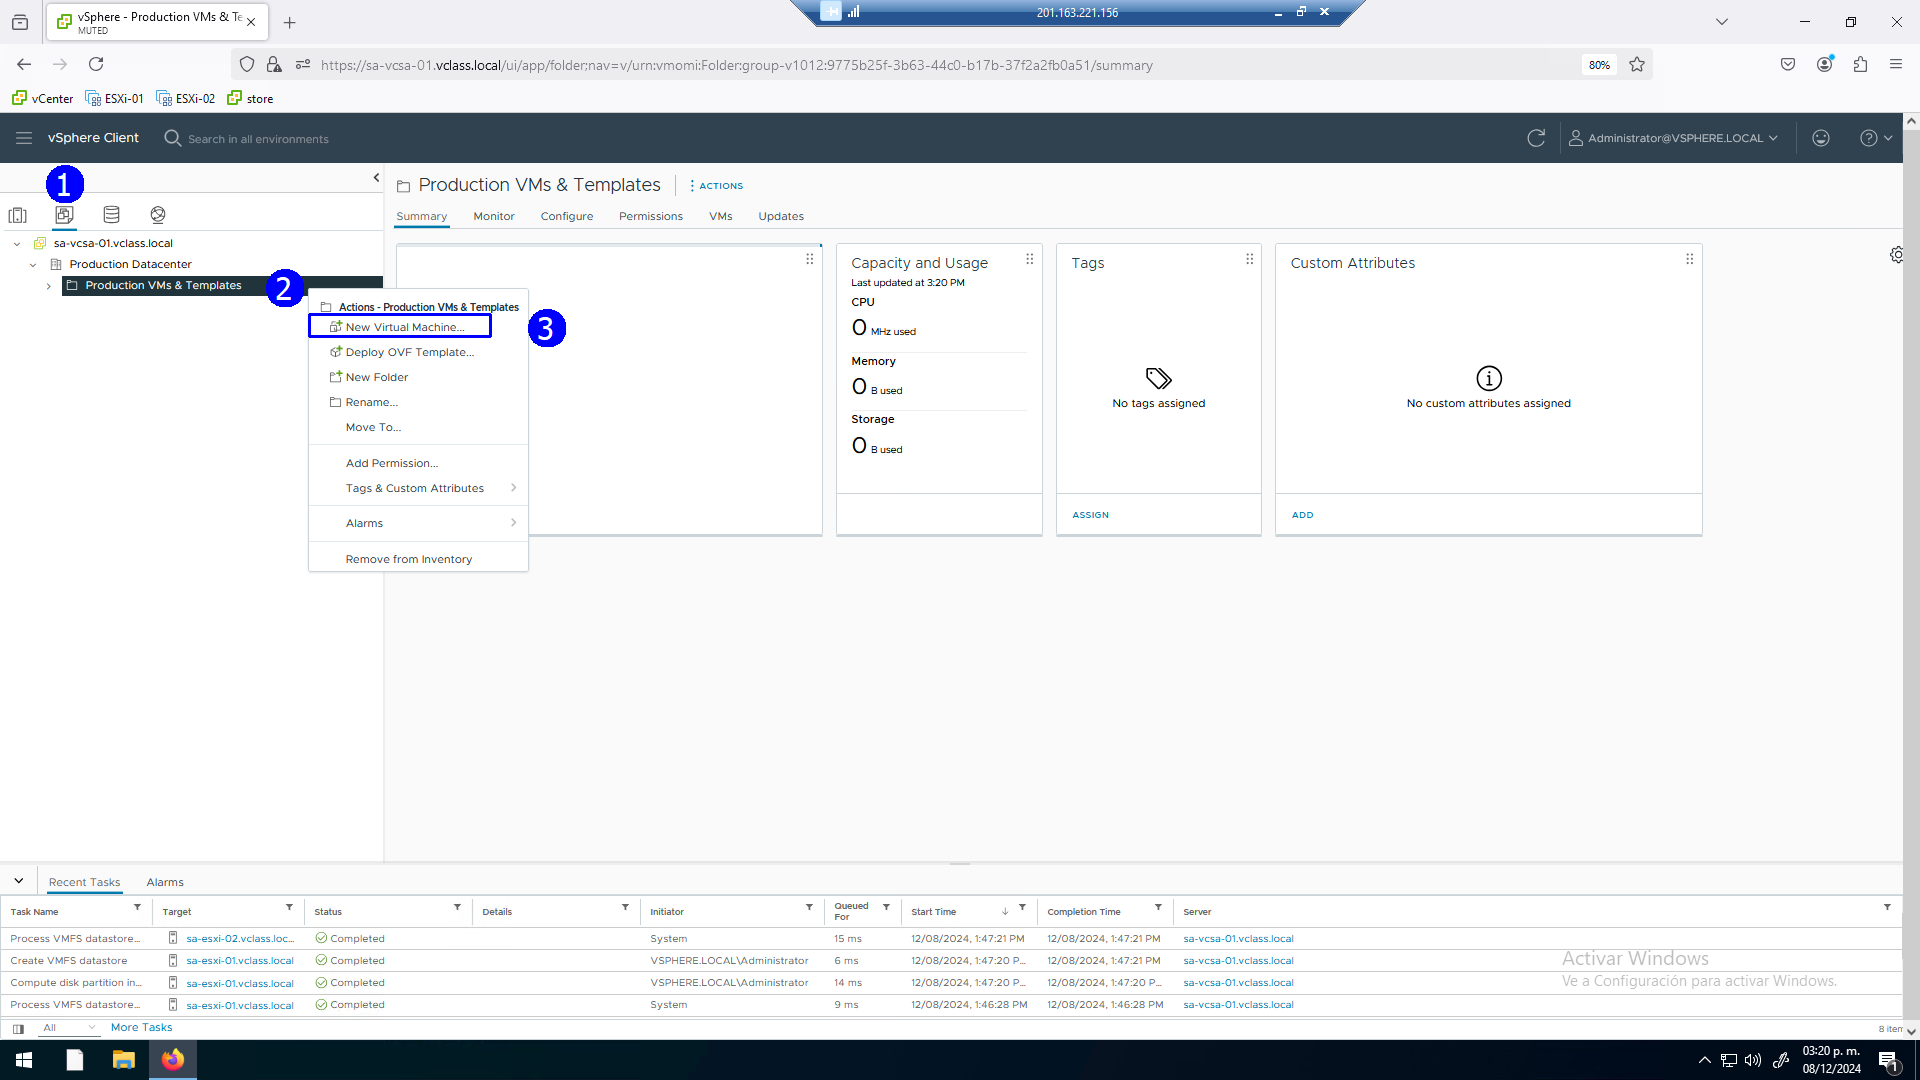 vSphere - Production VMs & Te
MUTED
201.163.221.156
https://sa-vcsa-01.vclass.local/ui/app/folder;nav=v/urn:vmomi:Folder:group-v1012:9775b25f-3b63-44c0-b17b-37f2a2fb0a51/summary
80%
vCenter ESXi-01 ESXi-02 store
vSphere Client
Search in all environments
Administrator@VSPHERE.LOCAL
1
Production VMs & Templates
ACTIONS
Summary Monitor Configure Permissions VMs Updates
sa-vcsa-01.vclass.local
Production Datacenter
Production VMs & Templates
2
Actions - Production VMs & Templates
New Virtual Machine...
3
Deploy OVF Template...
New Folder
Rename...
Move To...
Add Permission...
Tags & Custom Attributes
Alarms
Remove from Inventory
Capacity and Usage
Last updated at 3:20 PM
CPU
0 MHz used
Memory
0 B used
Storage
0 B used
Tags
No tags assigned
ASSIGN
Custom Attributes
No custom attributes assigned
ADD
Recent Tasks Alarms
Task Name Target Status Details Initiator Queued For Start Time Completion Time Server
Process VMFS datastore... sa-esxi-02.vclass.loc... Completed System 15 ms 12/08/2024, 1:47:21 PM 12/08/2024, 1:47:21 PM sa-vcsa-01.vclass.local
Create VMFS datastore sa-esxi-01.vclass.local Completed VSPHERE.LOCAL\Administrator 6 ms 12/08/2024, 1:47:20 P... 12/08/2024, 1:47:21 PM sa-vcsa-01.vclass.local
Compute disk partition in... sa-esxi-01.vclass.local Completed VSPHERE.LOCAL\Administrator 14 ms 12/08/2024, 1:47:20 P... 12/08/2024, 1:47:20 P... sa-vcsa-01.vclass.local
Process VMFS datastore... sa-esxi-01.vclass.local Completed System 9 ms 12/08/2024, 1:46:28 PM 12/08/2024, 1:46:28 PM sa-vcsa-01.vclass.local
Activar Windows
Ve a Configuración para activar Windows.
All More Tasks
8 item
03:20 p. m.
08/12/2024
1